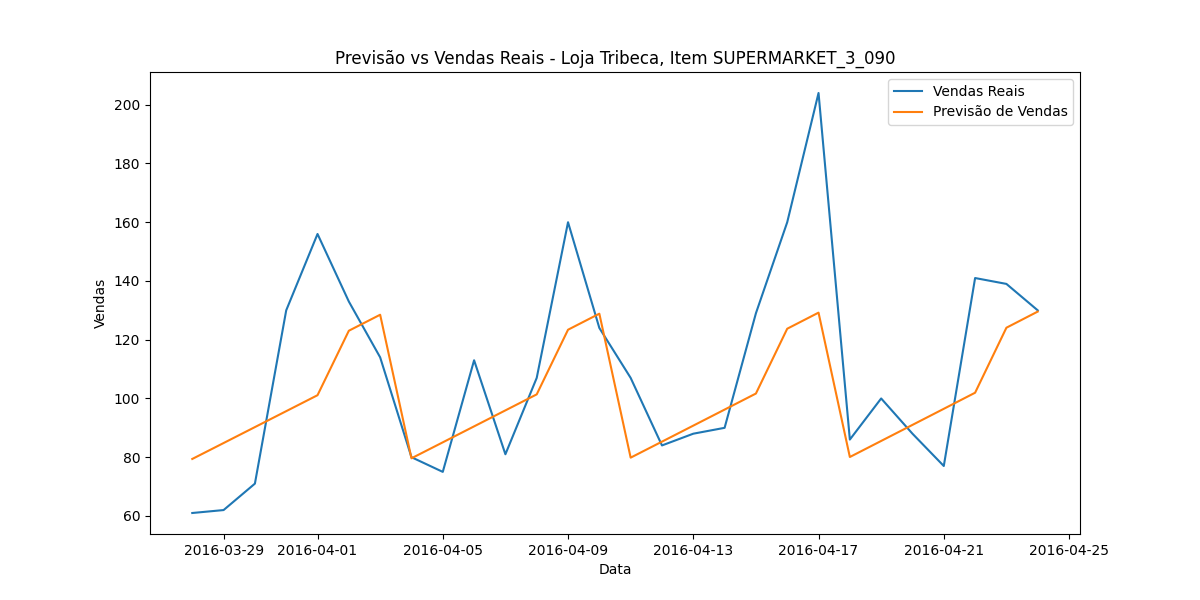 Previsão vs Vendas Reais - Loja Tribeca, Item SUPERMARKET_3_090
Vendas Reais
Previsão de Vendas
200
180
160
140
120
100
80
60
Vendas
2016-03-29 2016-04-01 2016-04-05 2016-04-09 2016-04-13 2016-04-17 2016-04-21 2016-04-25
Data